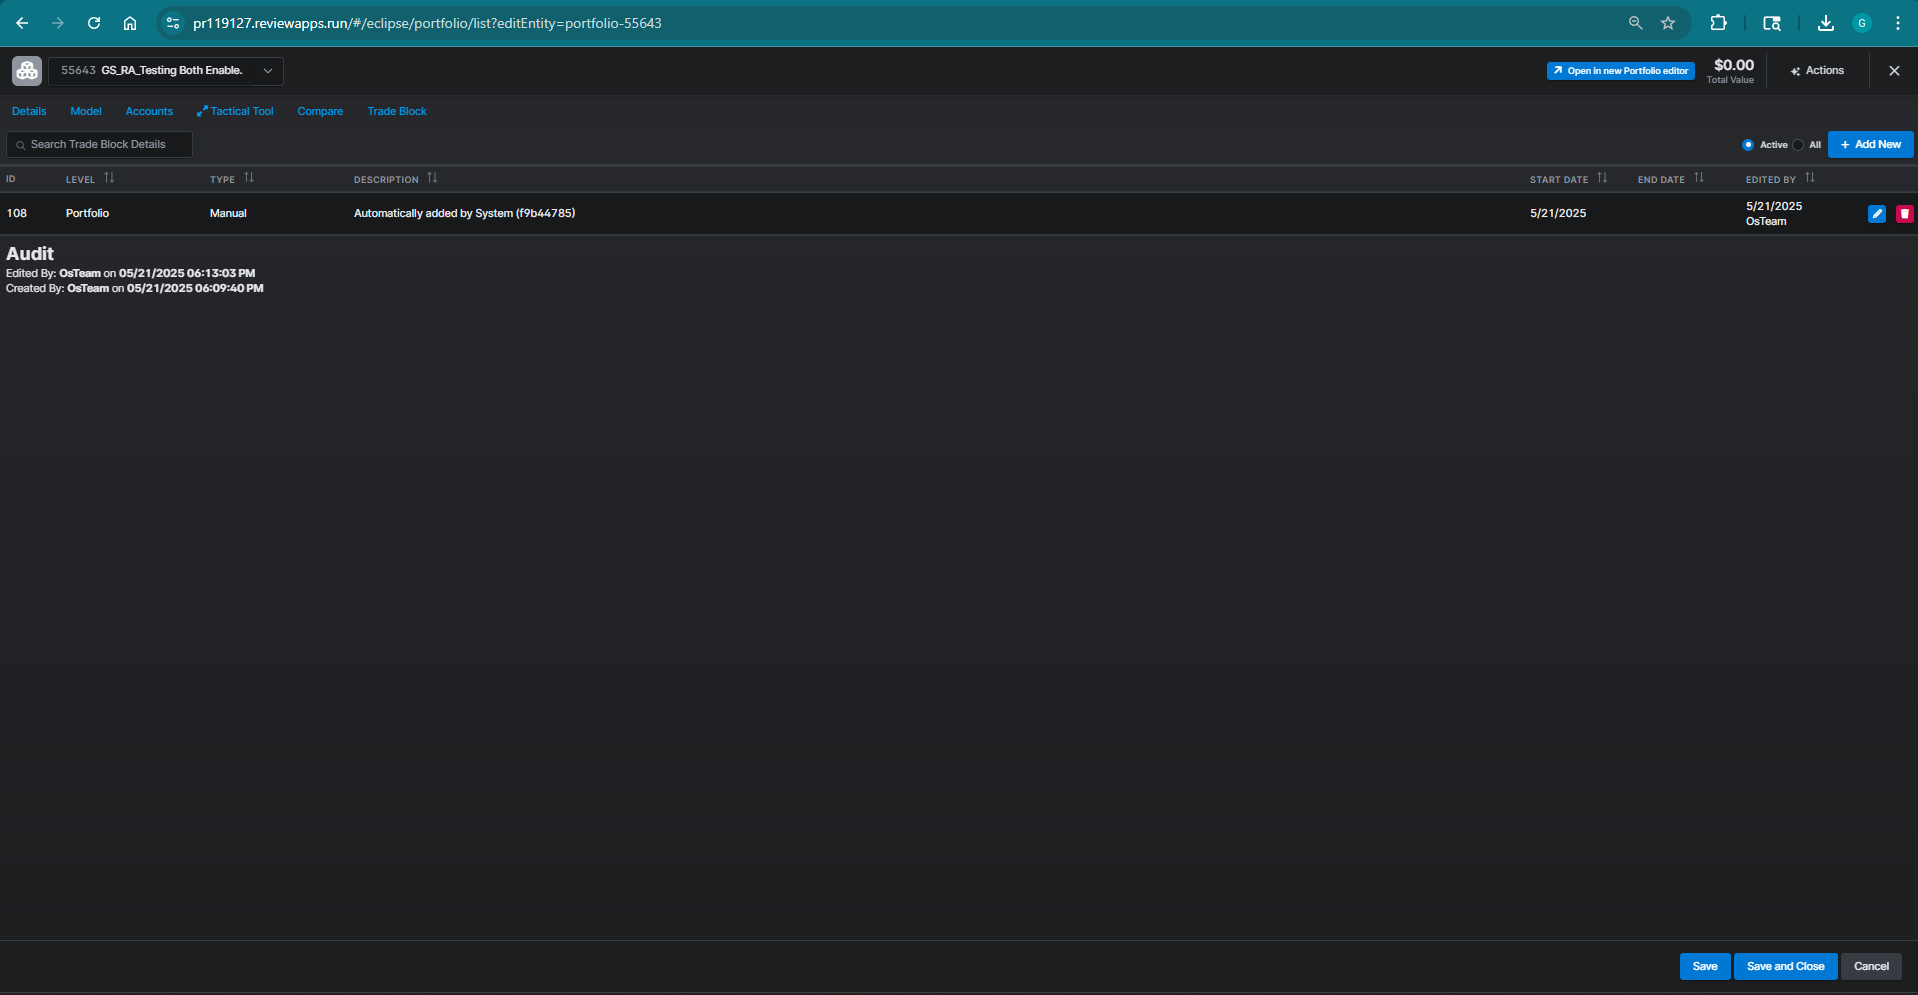 pr119127.reviewapps.run/#/eclipse/portfolio/list?editEntity=portfolio-55643
G
55643 GS_RA_Testing Both Enable.
Open in new Portfolio editor
$0.00
Total Value
Actions
Details Model Accounts Tactical Tool Compare Trade Block
Search Trade Block Details
Active All + Add New
ID LEVEL TYPE DESCRIPTION START DATE END DATE EDITED BY
108 Portfolio Manual Automatically added by System (f9b44785) 5/21/2025 5/21/2025
OsTeam
Audit
Edited By: OsTeam on 05/21/2025 06:13:03 PM
Created By: OsTeam on 05/21/2025 06:09:40 PM
Save Save and Close Cancel